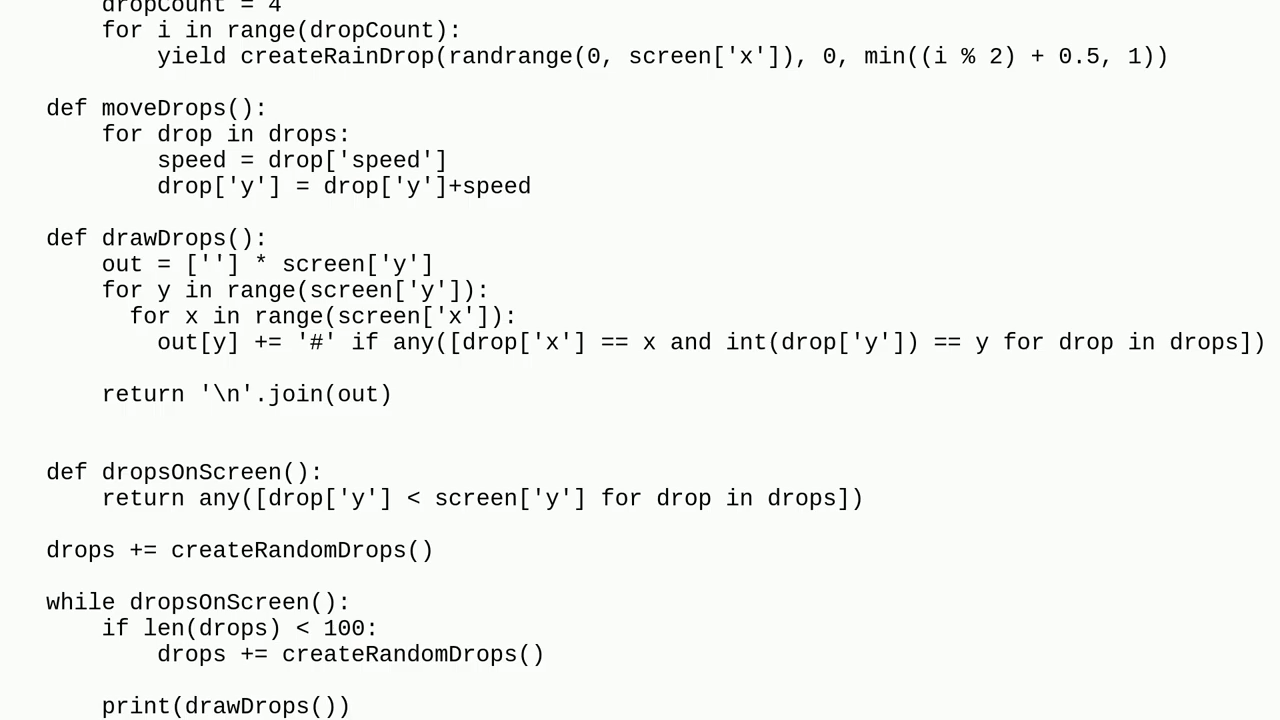 dropCount = 4
for i in range(dropCount):
yield createRainDrop(randrange(0, screen['x']), 0, min((i % 2) + 0.5, 1))
def moveDrops():
for drop in drops:
speed = drop['speed']
drop['y'] = drop['y']+speed
def drawDrops():
out = [''] * screen['y']
for y in range(screen['y']):
for x in range(screen['x']):
out[y] += '#' if any([drop['x'] == x and int(drop['y']) == y for drop in drops])
return '\n'.join(out)
def dropsOnScreen():
return any([drop['y'] < screen['y'] for drop in drops])
drops += createRandomDrops()
while dropsOnScreen():
if len(drops) < 100:
drops += createRandomDrops()
print(drawDrops())